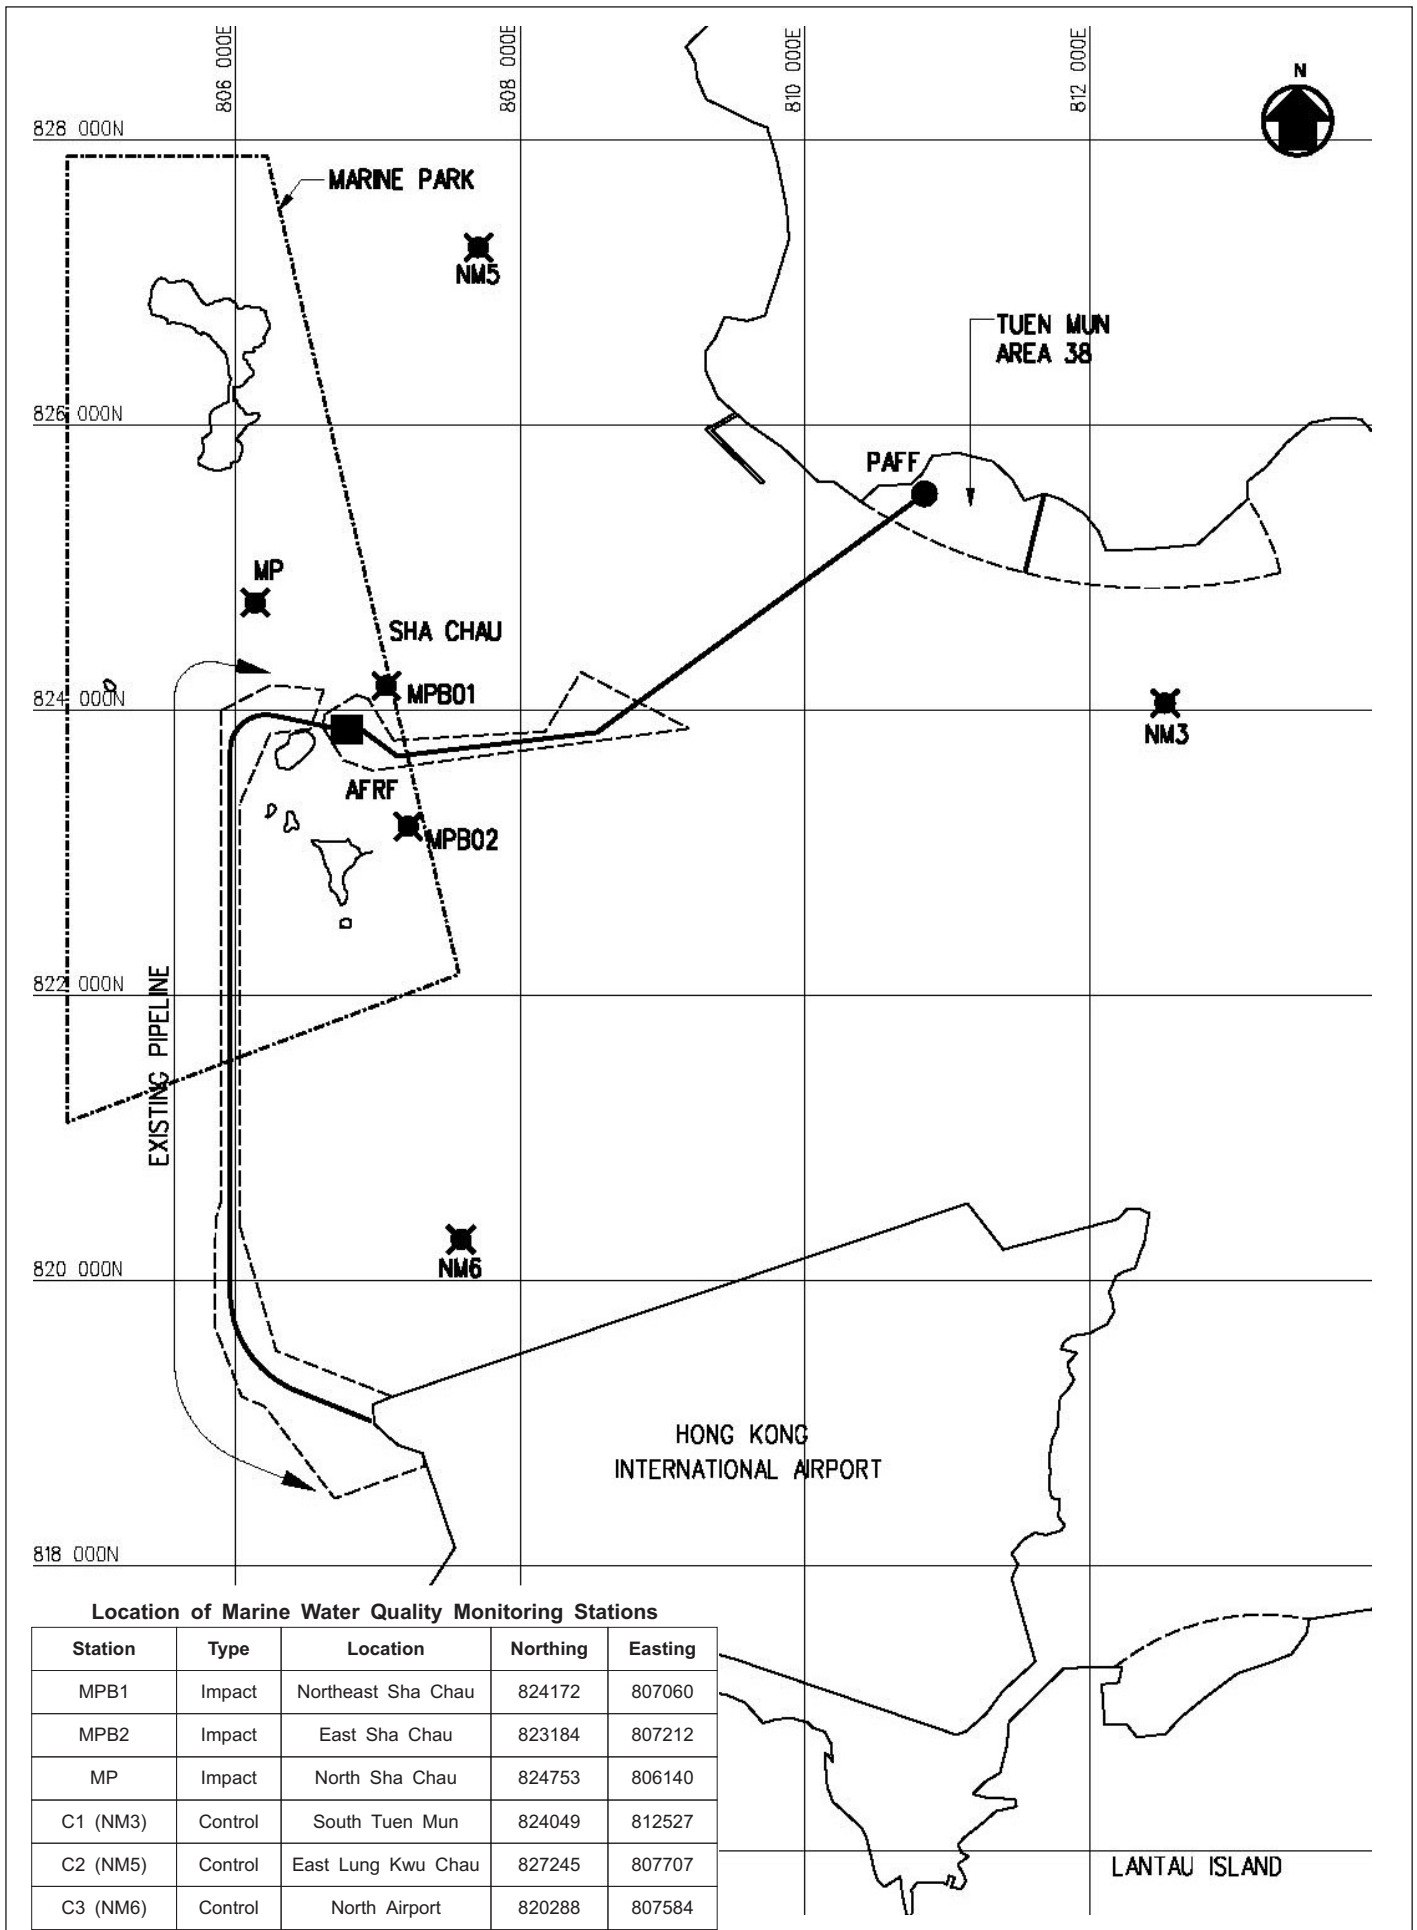 806 000E
808 000E
810 000E
812 000E
N
828 000N
MARINE PARK
NM5
TUEN MUN
AREA 38
826 000N
PAFF
MP
SHA CHAU
MPB01
824 000N
NM3
AFRF
MPB02
822 000N
EXISTING PIPELINE
820 000N
NM6
HONG KONG
INTERNATIONAL AIRPORT
818 000N
LANTAU ISLAND
Location of Marine Water Quality Monitoring Stations
Station Type Location Northing Easting
MPB1 Impact Northeast Sha Chau 824172 807060
MPB2 Impact East Sha Chau 823184 807212
MP Impact North Sha Chau 824753 806140
C1 (NM3) Control South Tuen Mun 824049 812527
C2 (NM5) Control East Lung Kwu Chau 827245 807707
C3 (NM6) Control North Airport 820288 807584